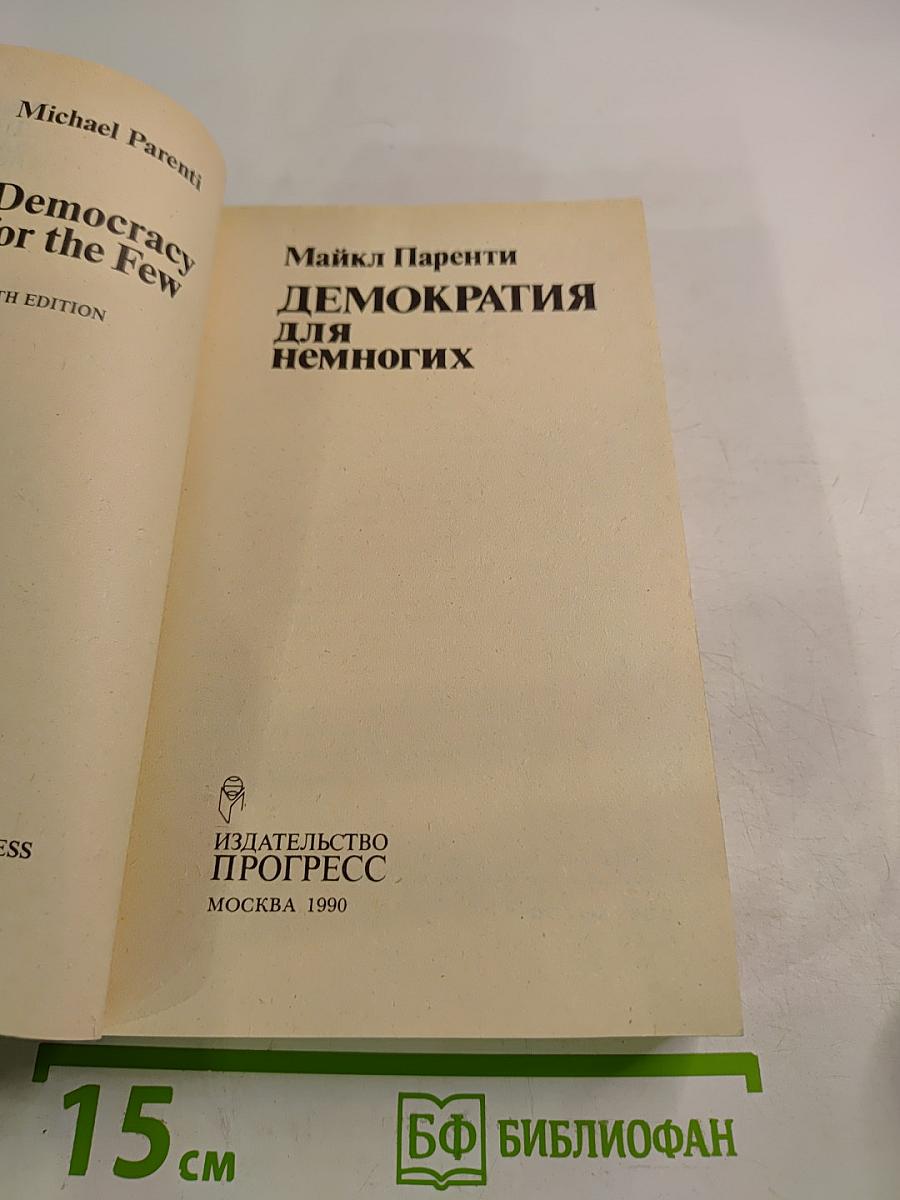 Michael Parenti
Democracy
for the Few
TH EDITION
ESS
Майкл Паренти
ДЕМОКРАТИЯ
для
немногих
ИЗДАТЕЛЬСТВО
ПРОГРЕСС
МОСКВА 1990
15 см
БФ БИБЛИОФАН